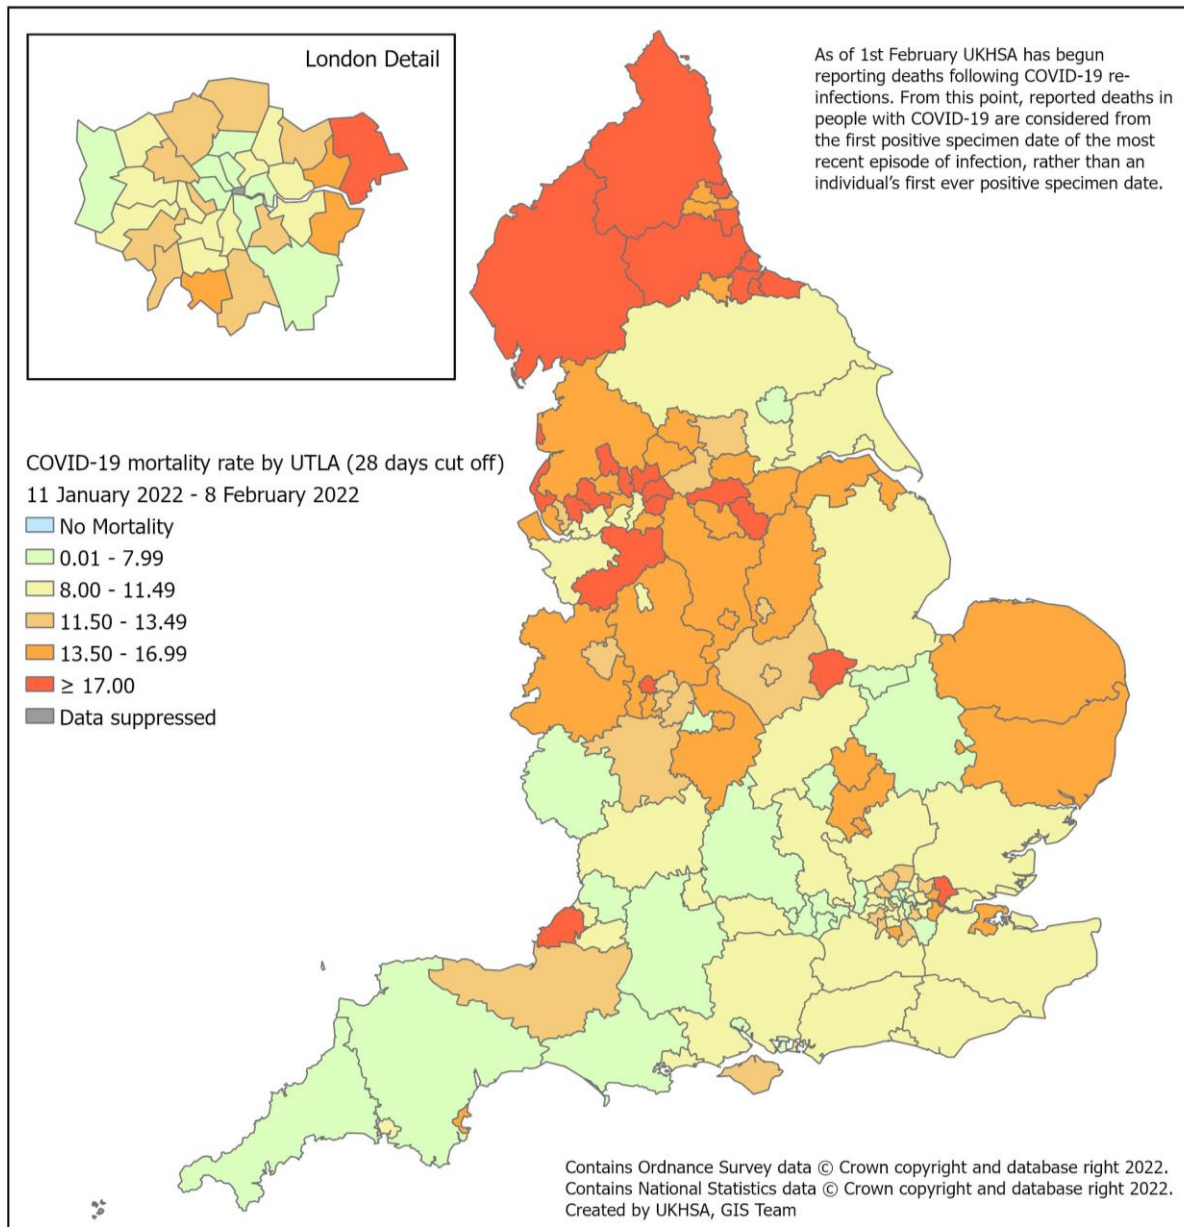 London Detail
As of 1st February UKHSA has begun
reporting deaths following COVID-19 re-
infections. From this point, reported deaths in
people with COVID-19 are considered from
the first positive specimen date of the most
recent episode of infection, rather than an
individual's first ever positive specimen date.
COVID-19 mortality rate by UTLA (28 days cut off)
11 January 2022 - 8 February 2022
No Mortality
0.01 - 7.99
8.00 - 11.49
11.50 - 13.49
13.50 - 16.99
≥ 17.00
Data suppressed
Contains Ordnance Survey data © Crown copyright and database right 2022.
Contains National Statistics data © Crown copyright and database right 2022.
Created by UKHSA, GIS Team